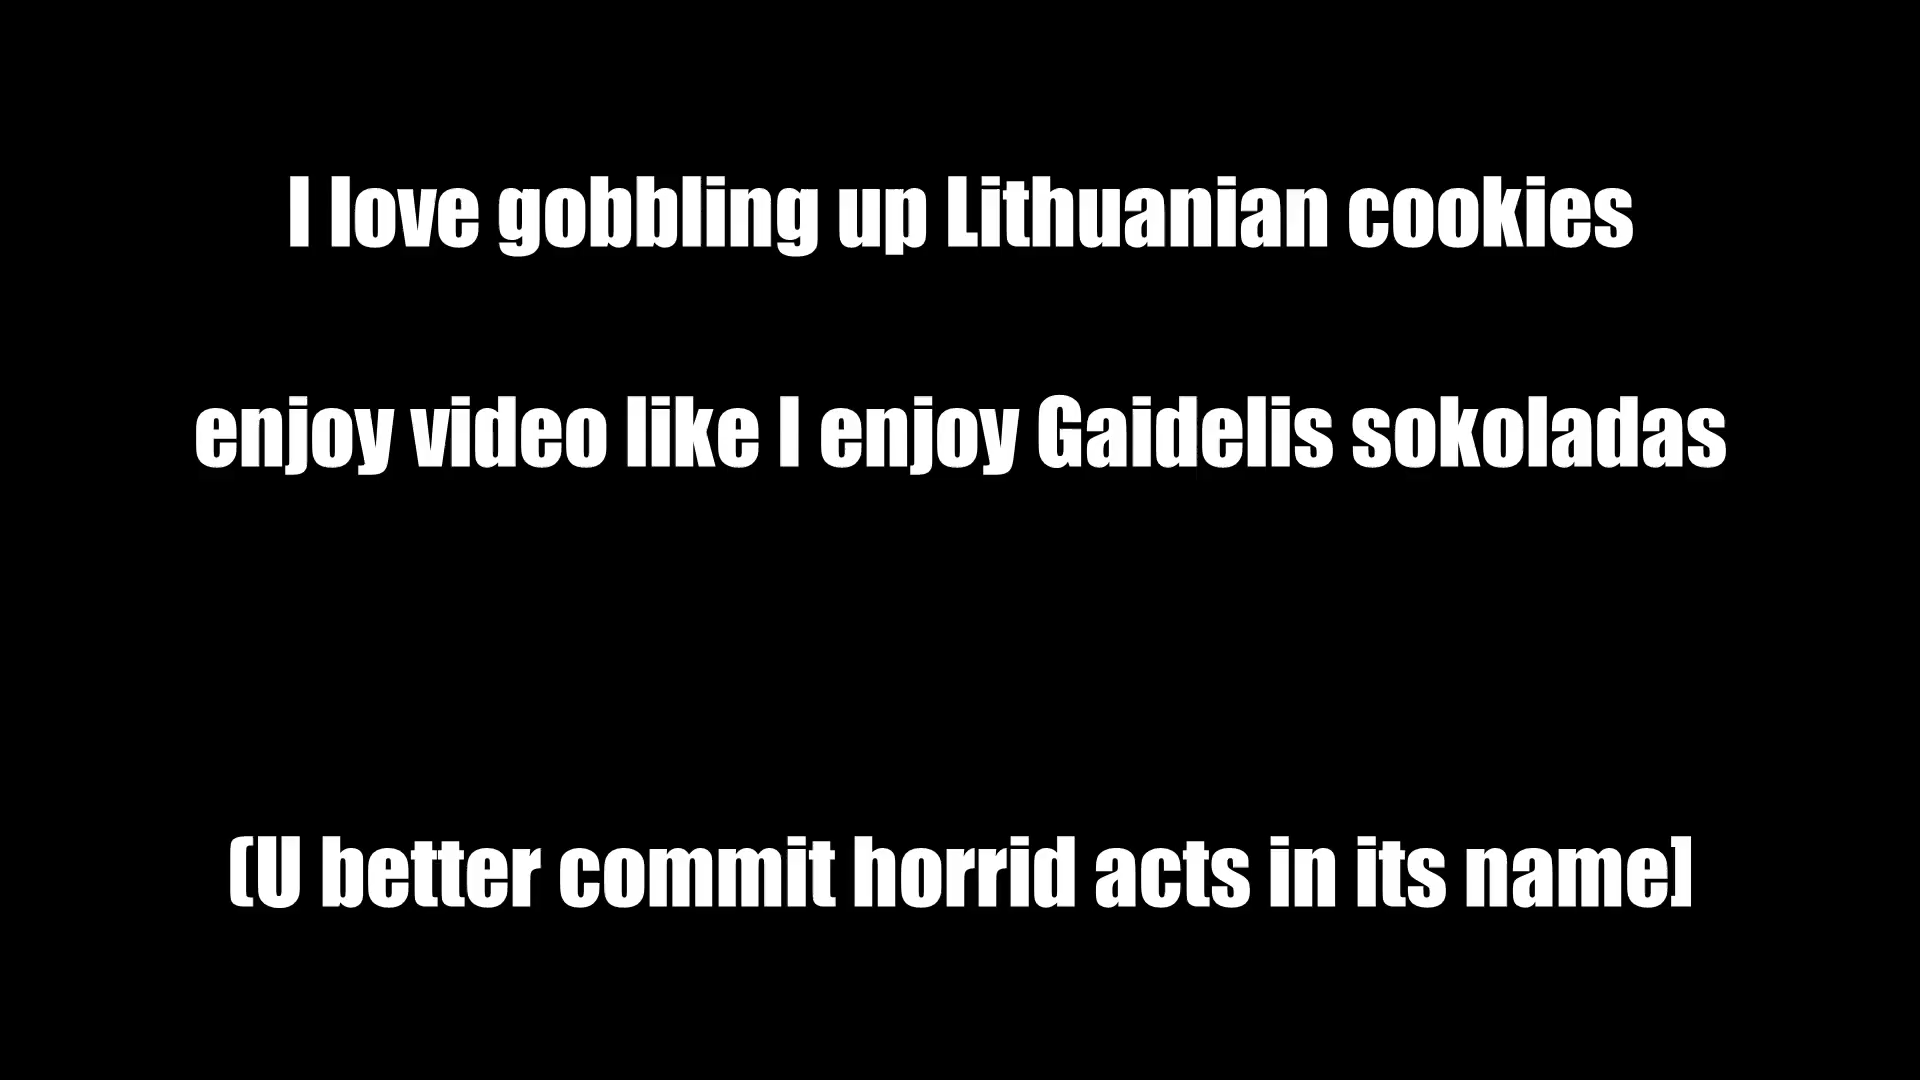 I love gobbling up Lithuanian cookies
enjoy video like I enjoy Gaidelis sokoladas
(U better commit horrid acts in its name]